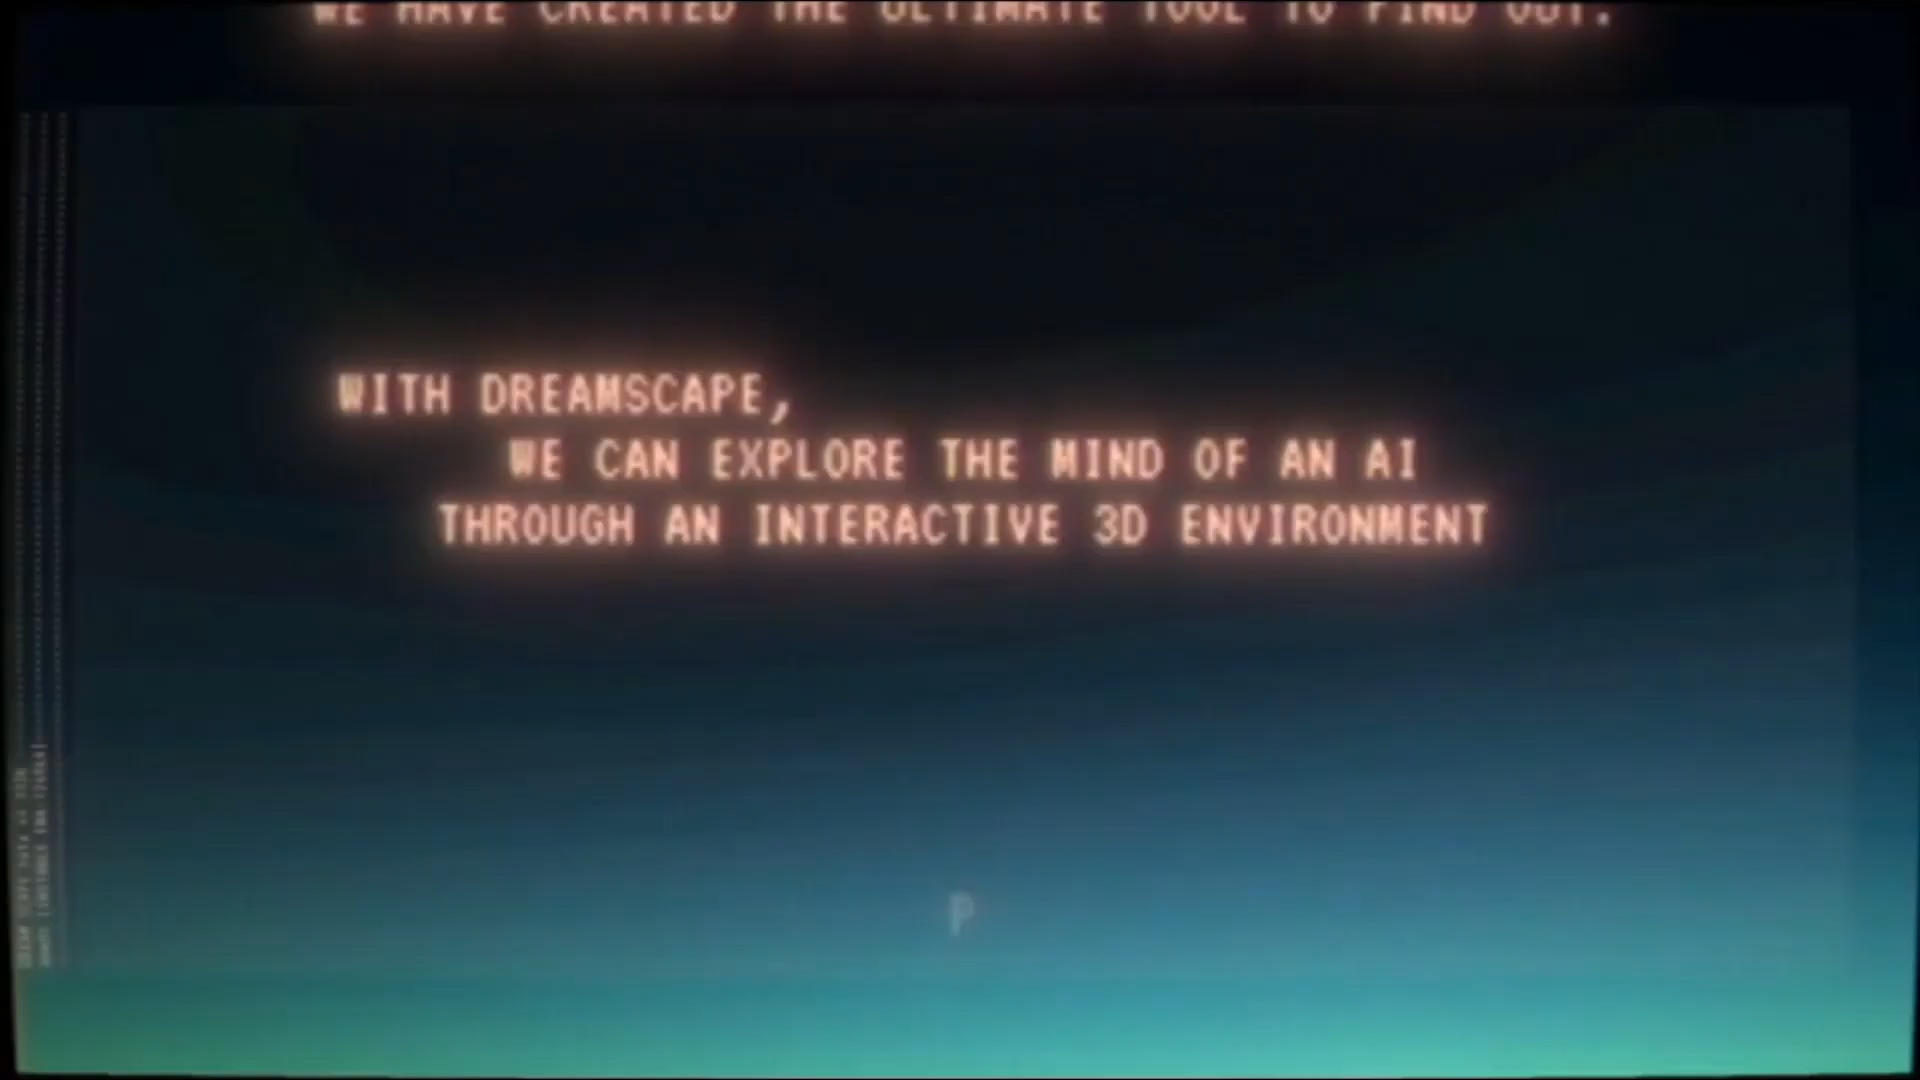 WE HAVE CREATED THE ULTIMATE TOOL TO FIND OUT.
WITH DREAMSCAPE,
WE CAN EXPLORE THE MIND OF AN AI
THROUGH AN INTERACTIVE 3D ENVIRONMENT
P